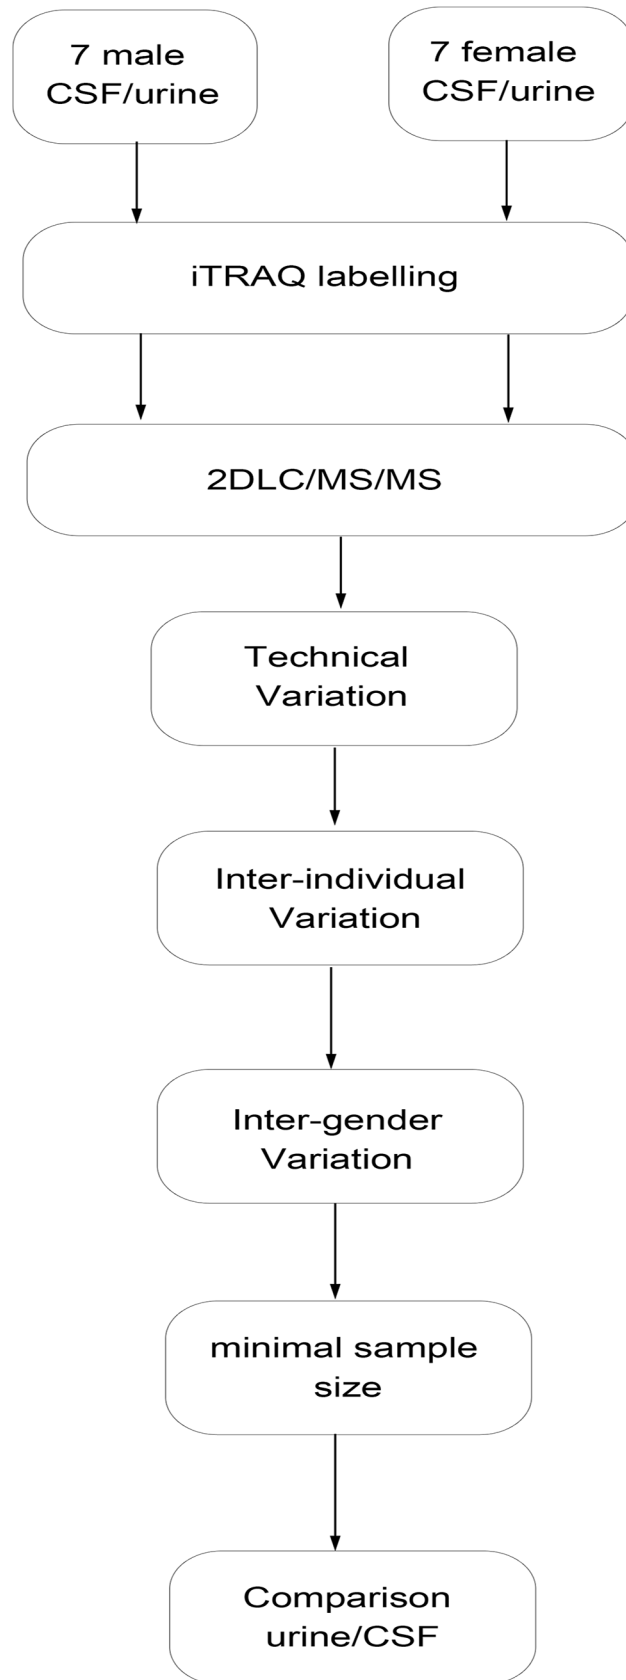 7 male
CSF/urine
7 female
CSF/urine
iTRAQ labelling
2DLC/MS/MS
Technical
Variation
Inter-individual
Variation
Inter-gender
Variation
minimal sample
size
Comparison
urine/CSF